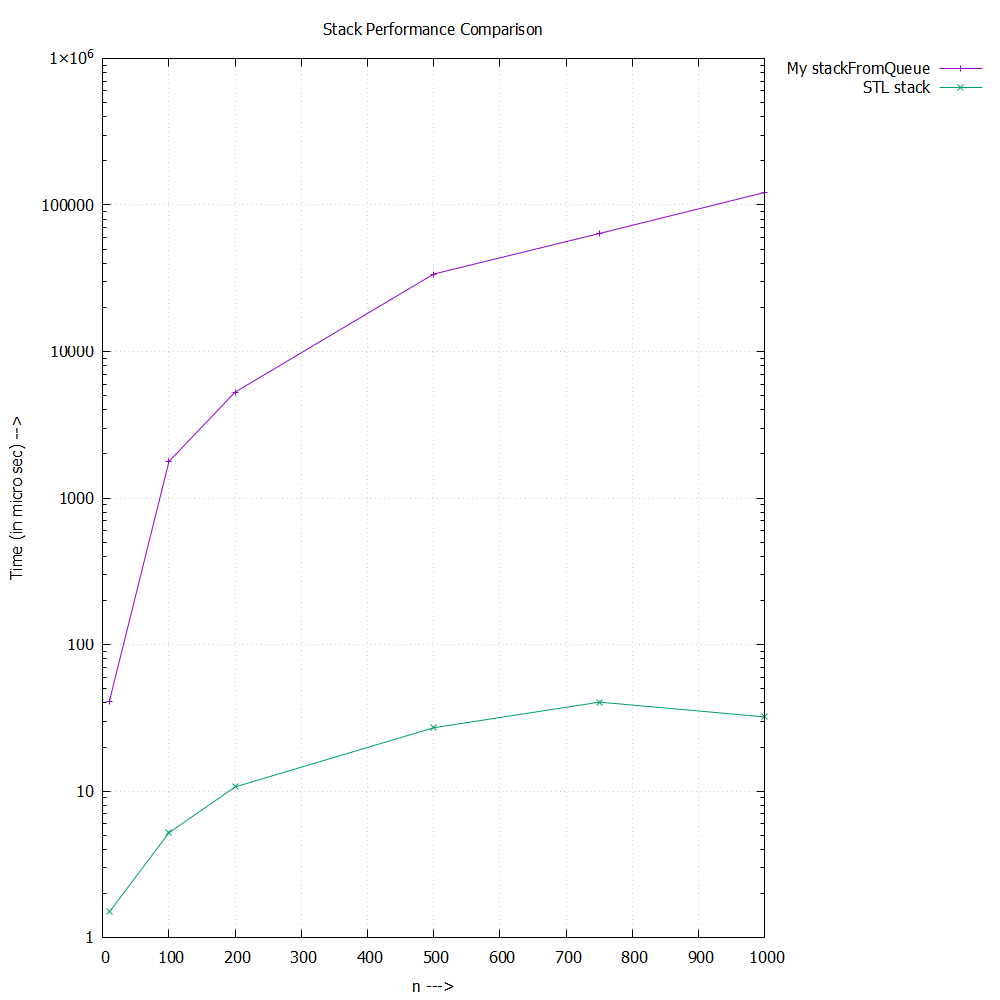 Stack Performance Comparison
My stackFromQueue
STL stack
1×10⁶
100000
10000
1000
100
10
1
Time (in micro sec) -->
0 100 200 300 400 500 600 700 800 900 1000
n --->